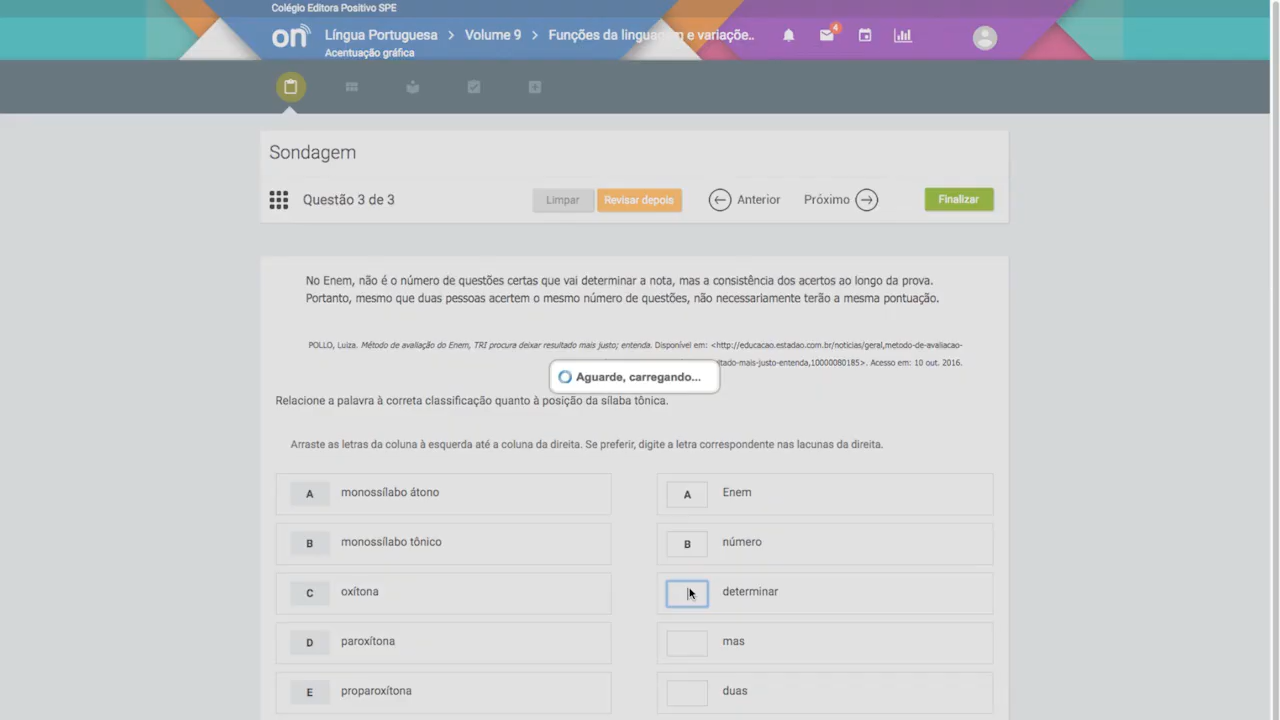 Colégio Editora Positivo SPE
on
Língua Portuguesa > Volume 9 > Funções da linguagem e variaçõe..
4
Acentuação gráfica
Sondagem
Questão 3 de 3
Limpar
Revisar depois
Anterior
Próximo
Finalizar
No Enem, não é o número de questões certas que vai determinar a nota, mas a consistência dos acertos ao longo da prova.
Portanto, mesmo que duas pessoas acertem o mesmo número de questões, não necessariamente terão a mesma pontuação.
POLLO, Luiza. Método de avaliação do Enem, TRI procura deixar resultado mais justo; entenda. Disponível em: <http://educacao.estadao.com.br/noticias/geral,metodo-de-avaliacao-
ltado-mais-justo-entenda,10000080185>. Acesso em: 10 out. 2016.
Aguarde, carregando...
Relacione a palavra à correta classificação quanto à posição da sílaba tônica.
Arraste as letras da coluna à esquerda até a coluna da direita. Se preferir, digite a letra correspondente nas lacunas da direita.
A monossílabo átono
A Enem
B monossílabo tônico
B número
C oxítona
determinar
D paroxítona
mas
E proparoxítona
duas